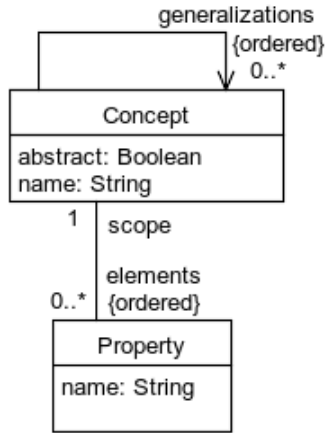 generalizations
{ordered}
0..*
Concept
abstract: Boolean
name: String
1 scope
elements
0..* {ordered}
Property
name: String